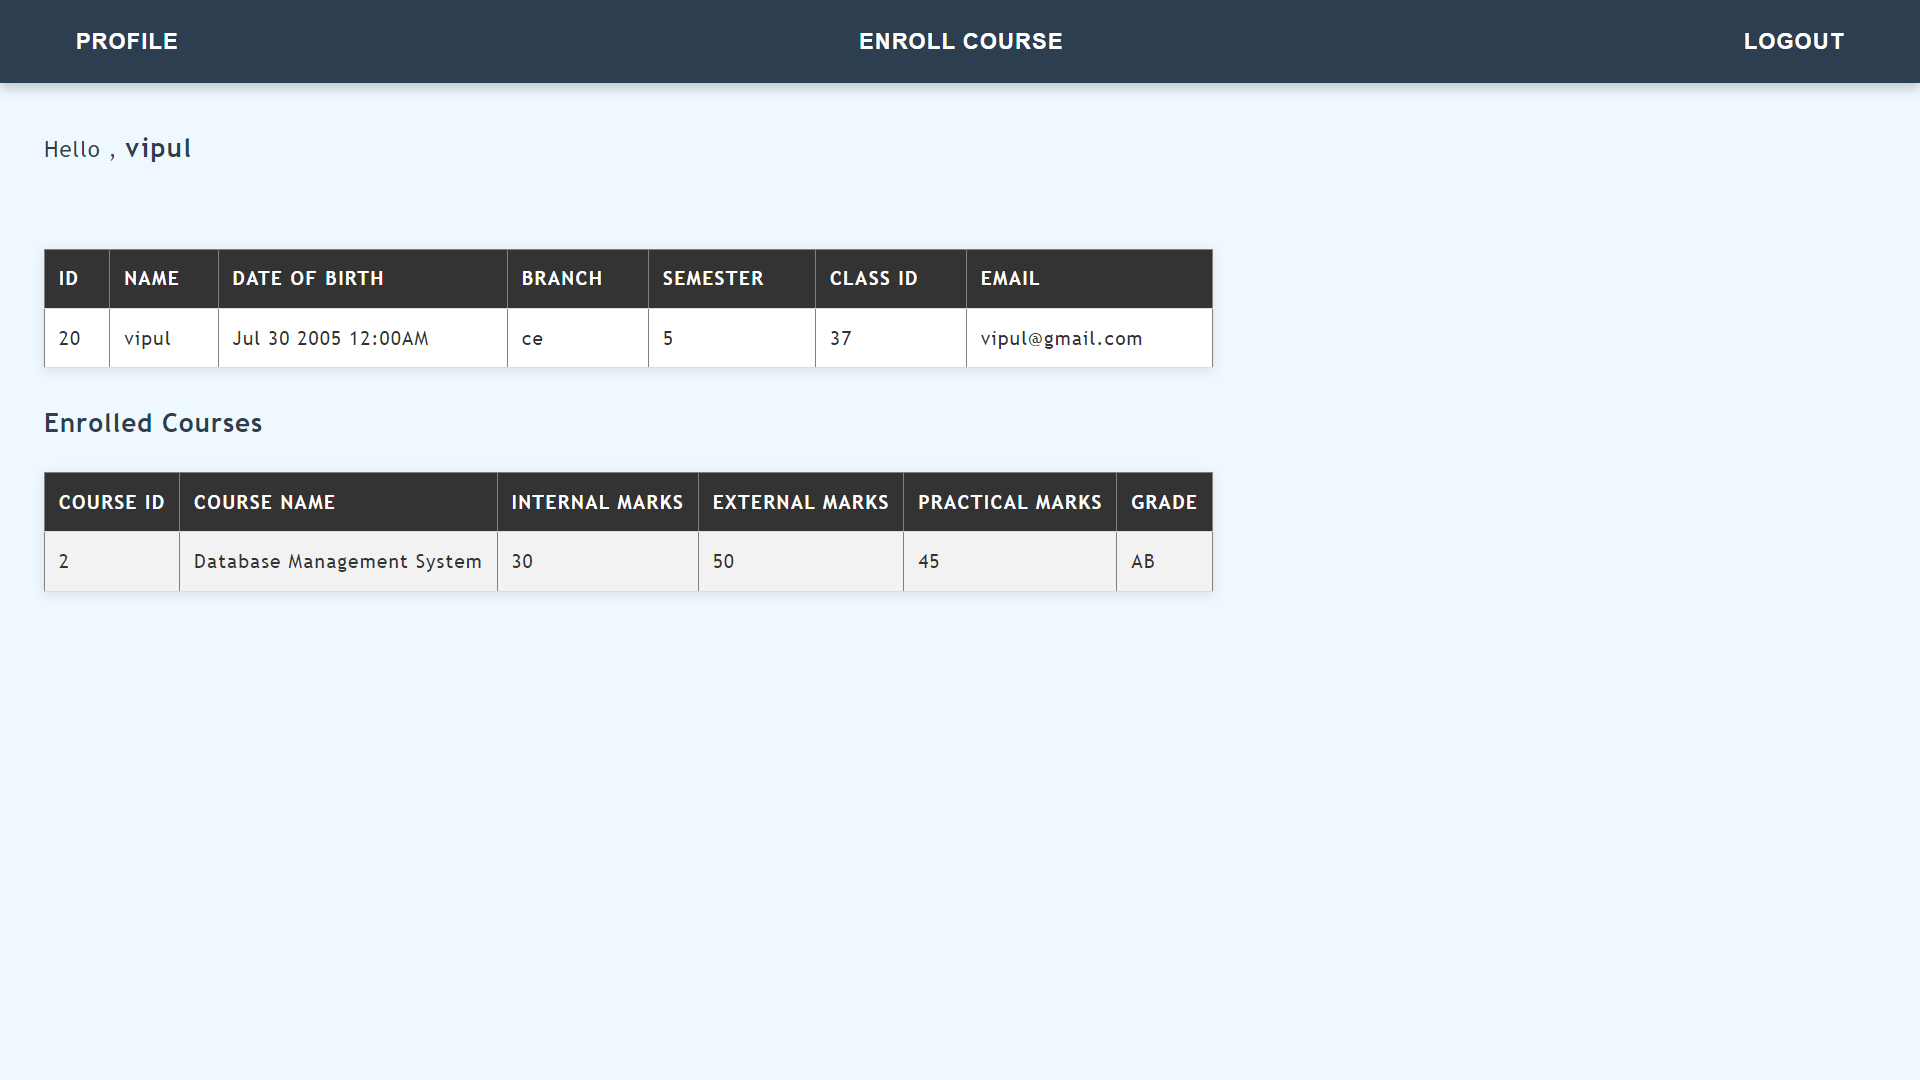 PROFILE ENROLL COURSE LOGOUT
Hello , vipul
ID NAME DATE OF BIRTH BRANCH SEMESTER CLASS ID EMAIL
20 vipul Jul 30 2005 12:00AM ce 5 37 vipul@gmail.com
Enrolled Courses
COURSE ID COURSE NAME INTERNAL MARKS EXTERNAL MARKS PRACTICAL MARKS GRADE
2 Database Management System 30 50 45 AB